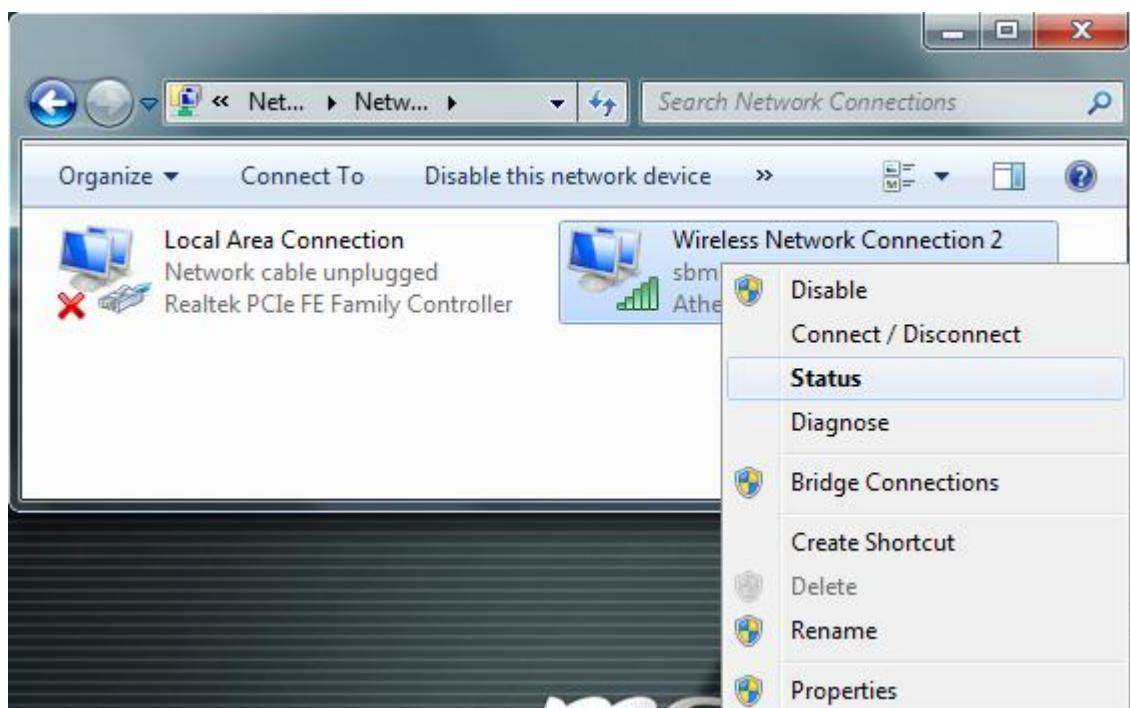 « Net... Netw...
Search Network Connections
Organize Connect To Disable this network device »
Local Area Connection
Network cable unplugged
Realtek PCIe FE Family Controller
Wireless Network Connection 2
sbm
Athe
Disable
Connect / Disconnect
Status
Diagnose
Bridge Connections
Create Shortcut
Delete
Rename
Properties